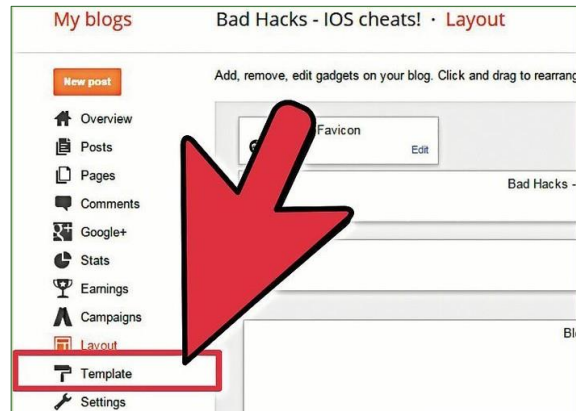 My blogs
Bad Hacks - IOS cheats! · Layout
New post
Add, remove, edit gadgets on your blog. Click and drag to rearrang
Overview
Favicon
Posts
Edit
Pages
Bad Hacks -
Comments
Google+
Stats
Earnings
Campaigns
Blo
Layout
Template
Settings